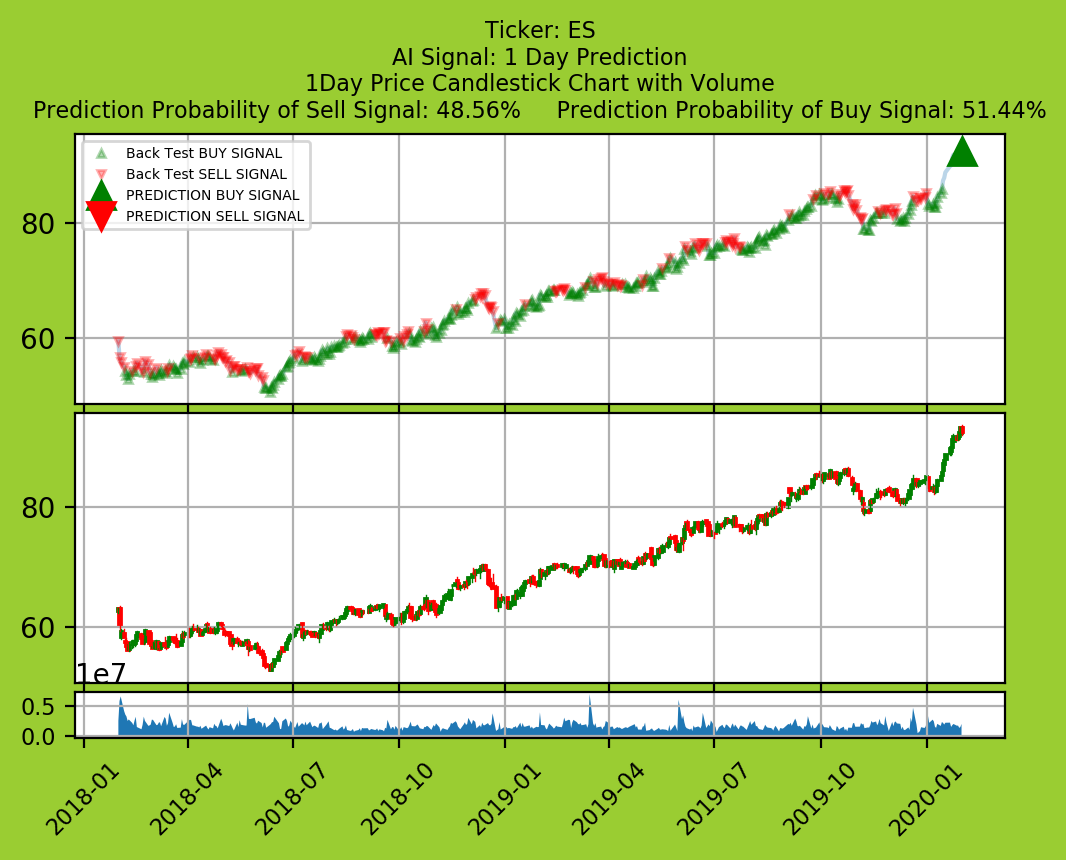 Ticker: ES
AI Signal: 1 Day Prediction
1Day Price Candlestick Chart with Volume
Prediction Probability of Sell Signal: 48.56% Prediction Probability of Buy Signal: 51.44%
Back Test BUY SIGNAL
Back Test SELL SIGNAL
PREDICTION BUY SIGNAL
PREDICTION SELL SIGNAL
80
60
80
60
1e7
0.5
0.0
2018-01
2018-04
2018-07
2018-10
2019-01
2019-04
2019-07
2019-10
2020-01